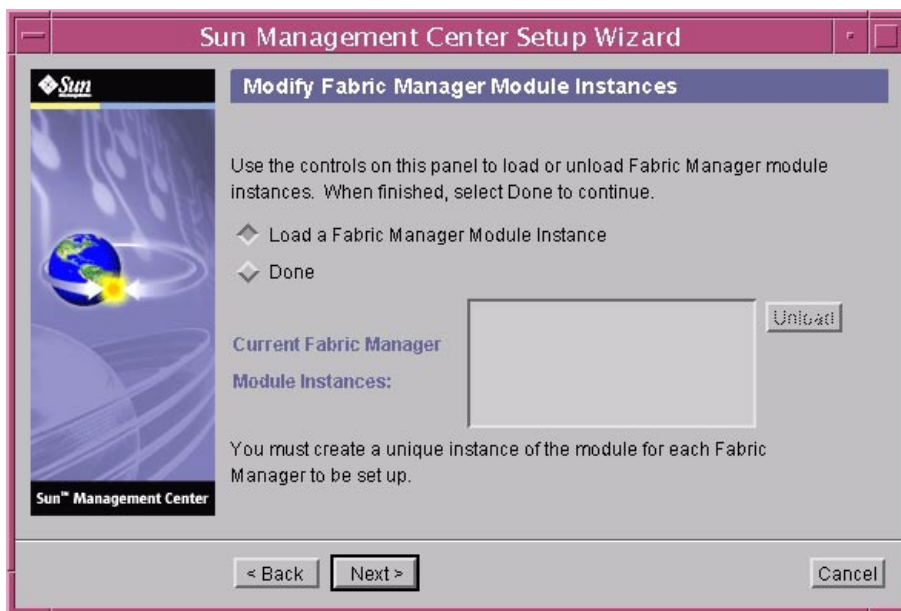 Sun Management Center Setup Wizard
Sun
Modify Fabric Manager Module Instances
Use the controls on this panel to load or unload Fabric Manager module
instances. When finished, select Done to continue.
Load a Fabric Manager Module Instance
Done
Unload
Current Fabric Manager
Module Instances:
You must create a unique instance of the module for each Fabric
Manager to be set up.
Sun™ Management Center
< Back
Next >
Cancel